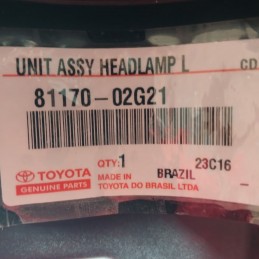 UNIT ASSY HEADLAMP L CD
81170-02G21
QTY:1 23C16
TOYOTA MADE IN BRAZIL
GENUINE PARTS TOYOTA DO BRASIL LTDA